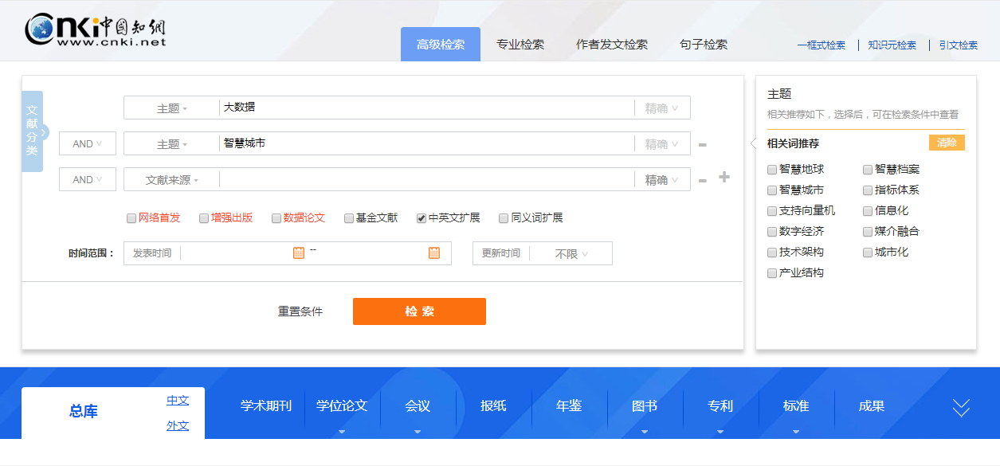 cnki中国知網
www.cnki.net
高级检索 专业检索 作者发文检索 句子检索 一框式检索 知识元检索 引文检索
文献分类
主题 大数据 精确
AND 主题 智慧城市 精确
AND 文献来源 精确
网络首发 增强出版 数据论文 基金文献 中英文扩展 同义词扩展
时间范围： 发表时间 -- 更新时间 不限
重置条件 检索
主题
相关推荐如下，选择后，可在检索条件中查看
相关词推荐 清除
智慧地球 智慧档案
智慧城市 指标体系
支持向量机 信息化
数字经济 媒介融合
技术架构 城市化
产业结构
总库 中文 外文
学术期刊 学位论文 会议 报纸 年鉴 图书 专利 标准 成果